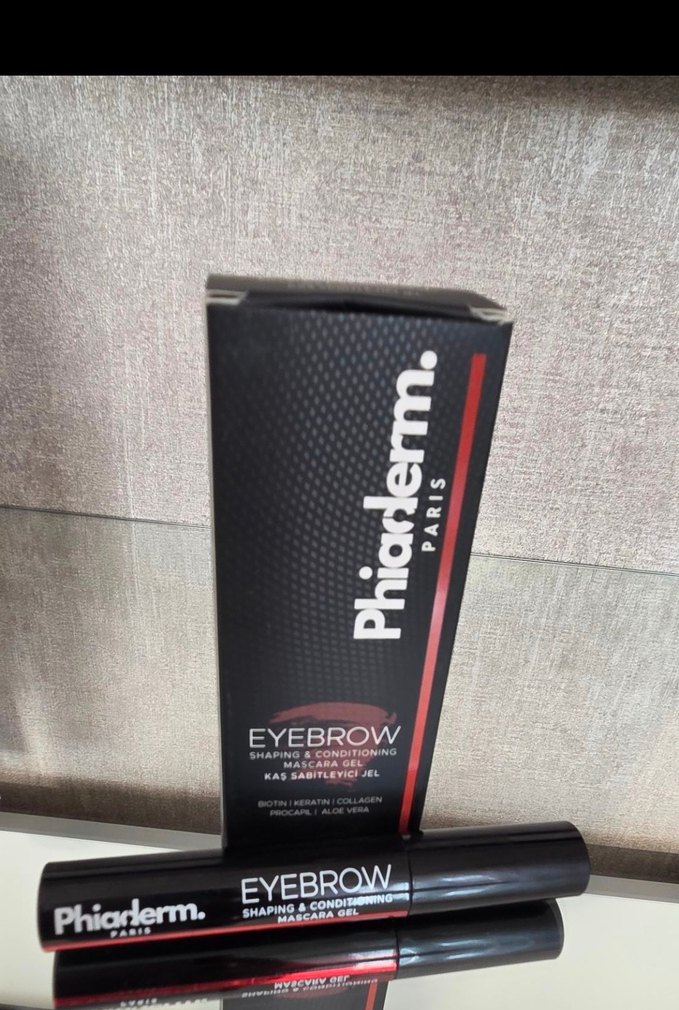 Phiaderm.
PARIS
EYEBROW
SHAPING & CONDITIONING
MASCARA GEL
KAŞ SABİTLEYİCİ JEL
BIOTIN | KERATIN | COLLAGEN
PROCAPIL | ALOE VERA
Phiaderm.
PARIS
EYEBROW
SHAPING & CONDITIONING
MASCARA GEL